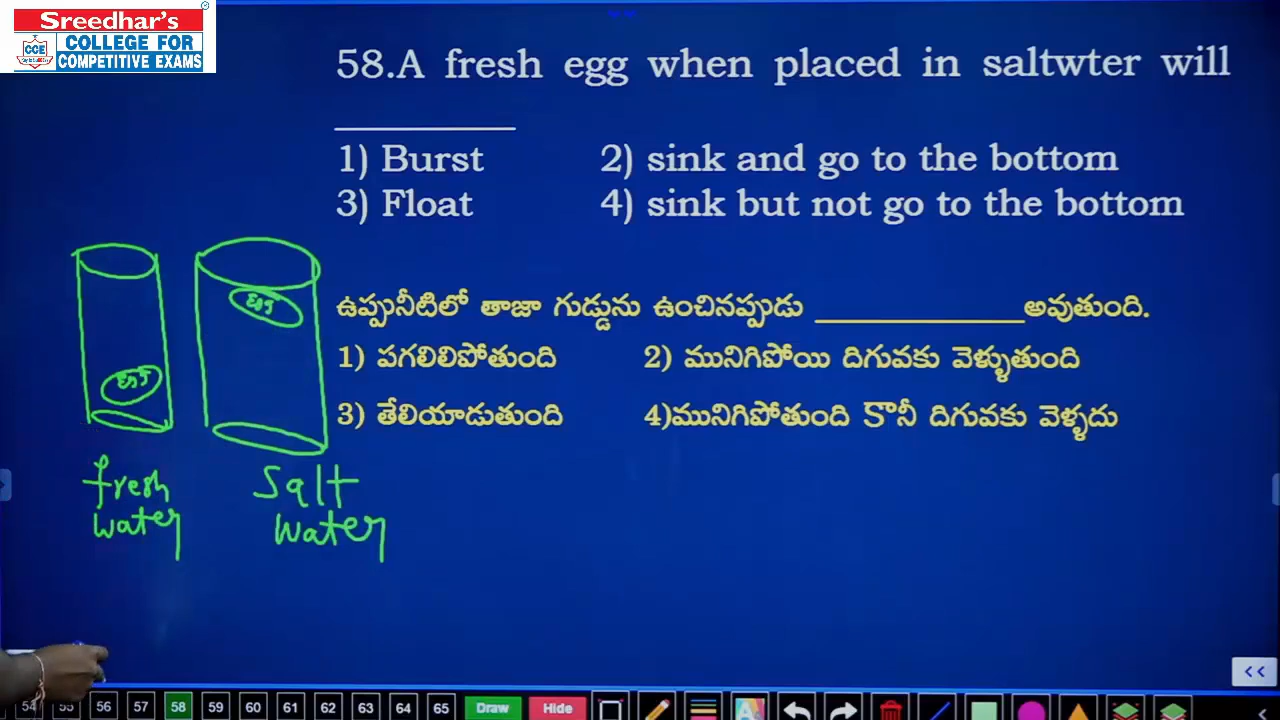 Sreedhar's
CCE
COLLEGE FOR
COMPETITIVE EXAMS
58.A fresh egg when placed in saltwter will
____________
1) Burst 2) sink and go to the bottom
3) Float 4) sink but not go to the bottom
ఉప్పునీటిలో తాజా గుడ్డును ఉంచినప్పుడు ____________అవుతుంది.
1) పగలిలిపోతుంది 2) మునిగిపోయి దిగువకు వెళ్ళుతుంది
3) తేలియాడుతుంది 4)మునిగిపోతుంది కానీ దిగువకు వెళ్ళదు
fresh
water
Salt
water
54 55 56 57 58 59 60 61 62 63 64 65 Draw Hide
<<